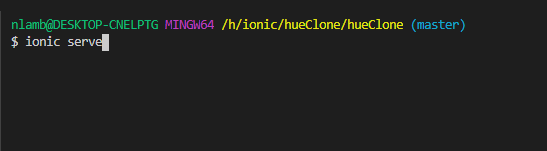 nlamb@DESKTOP-CNELPTG MINGW64 /h/ionic/hueClone/hueClone (master)
$ ionic serve